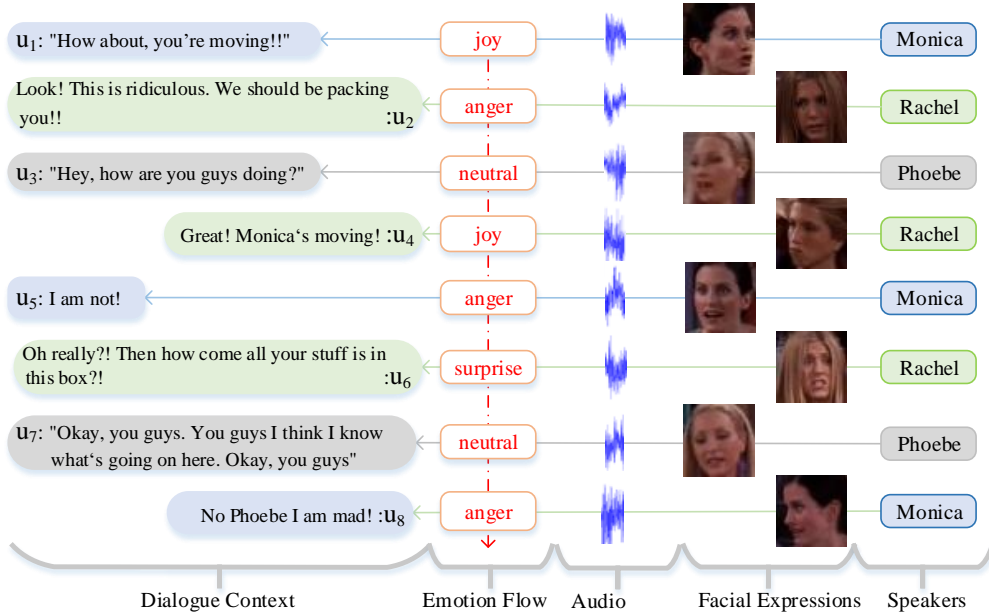 u1: "How about, you’re moving!!"
joy
Monica
Look! This is ridiculous. We should be packing
you!! :u2
anger
Rachel
u3: "Hey, how are you guys doing?"
neutral
Phoebe
Great! Monica‘s moving! :u4
joy
Rachel
u5: I am not!
anger
Monica
Oh really?! Then how come all your stuff is in
this box?! :u6
surprise
Rachel
u7: "Okay, you guys. You guys I think I know
what‘s going on here. Okay, you guys"
neutral
Phoebe
No Phoebe I am mad! :u8
anger
Monica
Dialogue Context Emotion Flow Audio Facial Expressions Speakers